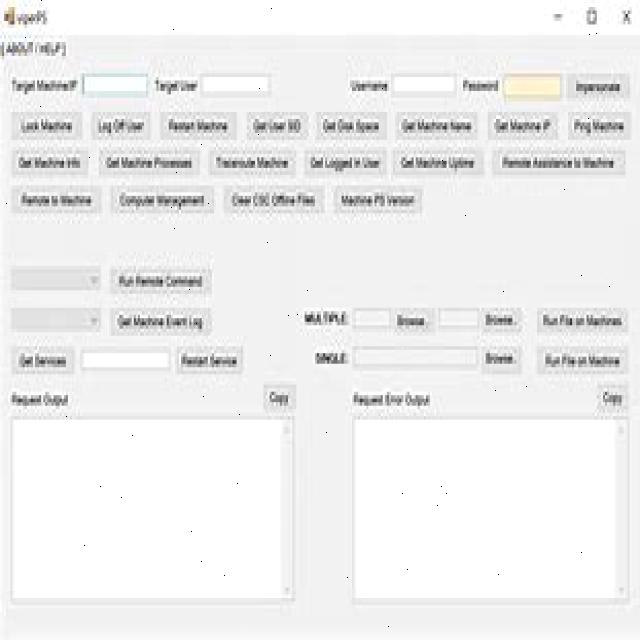 viperPS
[ ABOUT / HELP ]
Target Machine IP Target User Username Password Impersonate
Lock Machine Log Off User Restart Machine Get User SID Get Disk Space Get Machine Name Get Machine IP Ping Machine
Get Machine Info Get Machine Processes Traceroute Machine Get Logged In User Get Machine Uptime Remote Assistance to Machine
Remote to Machine Computer Management Clear CSC Offline Files Machine PS Version
Run Remote Command
Get Machine Event Log MULTIPLE: Browse.. Browse.. Run File on Machines
Get Services Restart Service SINGLE: Browse.. Run File on Machine
Request Output Copy Request Error Output Copy